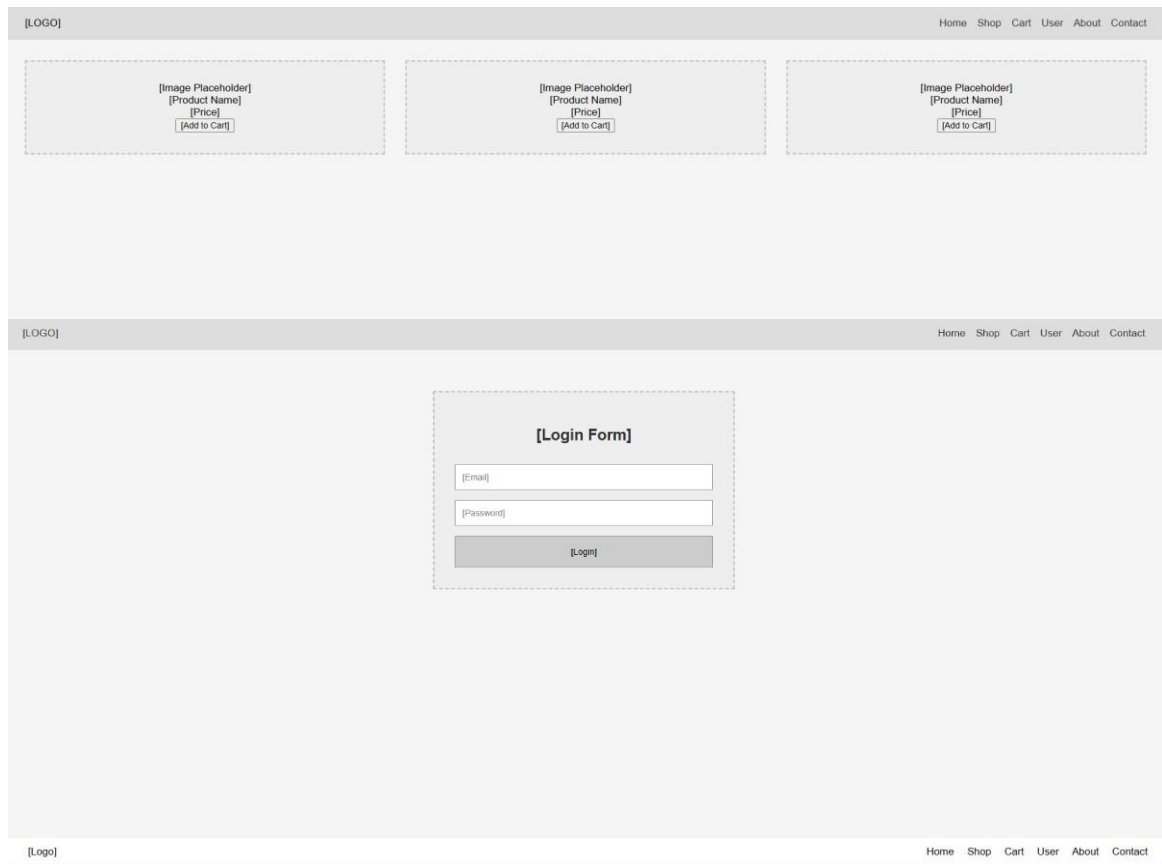 [LOGO] Home Shop Cart User About Contact
[Image Placeholder] [Image Placeholder] [Image Placeholder]
[Product Name] [Product Name] [Product Name]
[Price] [Price] [Price]
[Add to Cart] [Add to Cart] [Add to Cart]
[LOGO] Home Shop Cart User About Contact
[Login Form]
[Email]
[Password]
[Login]
[Logo] Home Shop Cart User About Contact